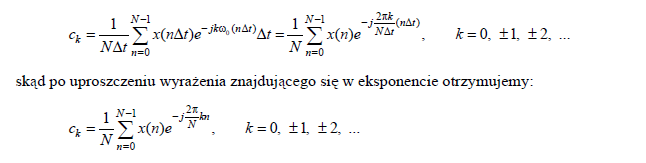 $$c_k = \frac{1}{N\Delta t}\sum_{n=0}^{N-1} x(n\Delta t)e^{-jk\omega_0(n\Delta t)}\Delta t = \frac{1}{N}\sum_{n=0}^{N-1} x(n)e^{-j\frac{2\pi k}{N\Delta t}(n\Delta t)}, \qquad k = 0, \pm 1, \pm 2, \ldots$$
skąd po uproszczeniu wyrażenia znajdującego się w eksponencie otrzymujemy:
$$c_k = \frac{1}{N}\sum_{n=0}^{N-1} x(n)e^{-j\frac{2\pi}{N}kn}, \qquad k = 0, \pm 1, \pm 2, \ldots$$